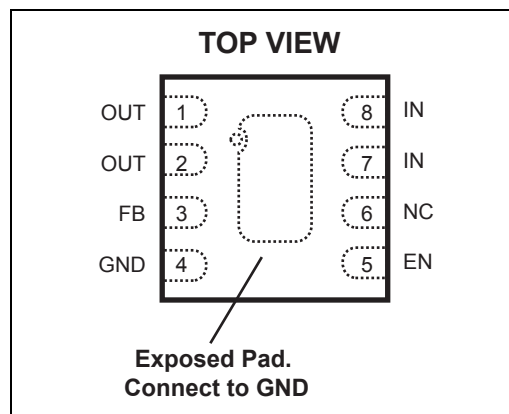 TOP VIEW
OUT 1 8 IN
OUT 2 7 IN
FB 3 6 NC
GND 4 5 EN
Exposed Pad.
Connect to GND